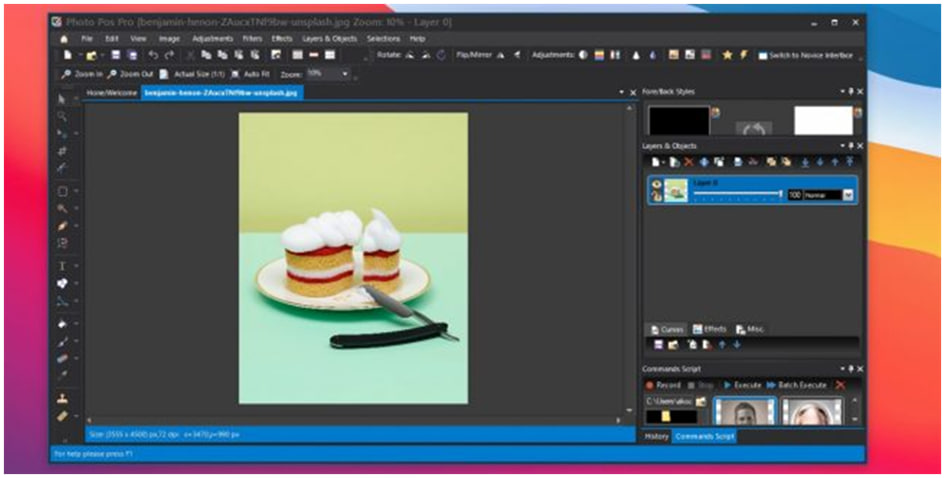 Photo Pos Pro [benjamin-henon-ZAucxTNf9bw-unsplash.jpg Zoom: 10% - Layer 0]
File Edit View Image Adjustments Filters Effects Layers & Objects Selections Help
Rotate: Flip/Mirror Adjustments: Switch to Novice Interface
Zoom In Zoom Out Actual Size (1:1) Auto Fit Zoom: 10%
Home/Welcome benjamin-henon-ZAucxTNf9bw-unsplash.jpg
Fore/Back Styles
Layers & Objects
Layer 0
100 Normal
Curves Effects Misc.
Commands Script
Record Stop Execute Batch Execute
C:\Users\akoc
History Commands Script
Size (3555 x 4500) px,72 dpi x=3470,y=990 px
For help please press F1